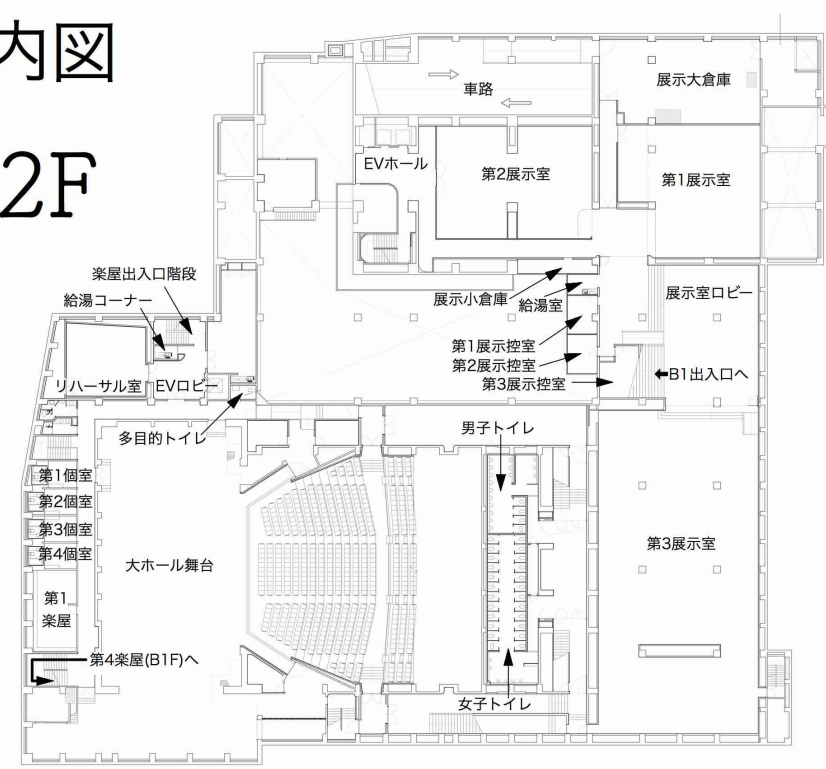 内図
2F
車路
展示大倉庫
EVホール
第2展示室
第1展示室
楽屋出入口階段
給湯コーナー
展示小倉庫
給湯室
展示室ロビー
第1展示控室
第2展示控室
第3展示控室
←B1出入口へ
リハーサル室
EVロビー
多目的トイレ
男子トイレ
第1個室
第2個室
第3個室
第4個室
大ホール舞台
第3展示室
第1
楽屋
第4楽屋(B1F)へ
女子トイレ